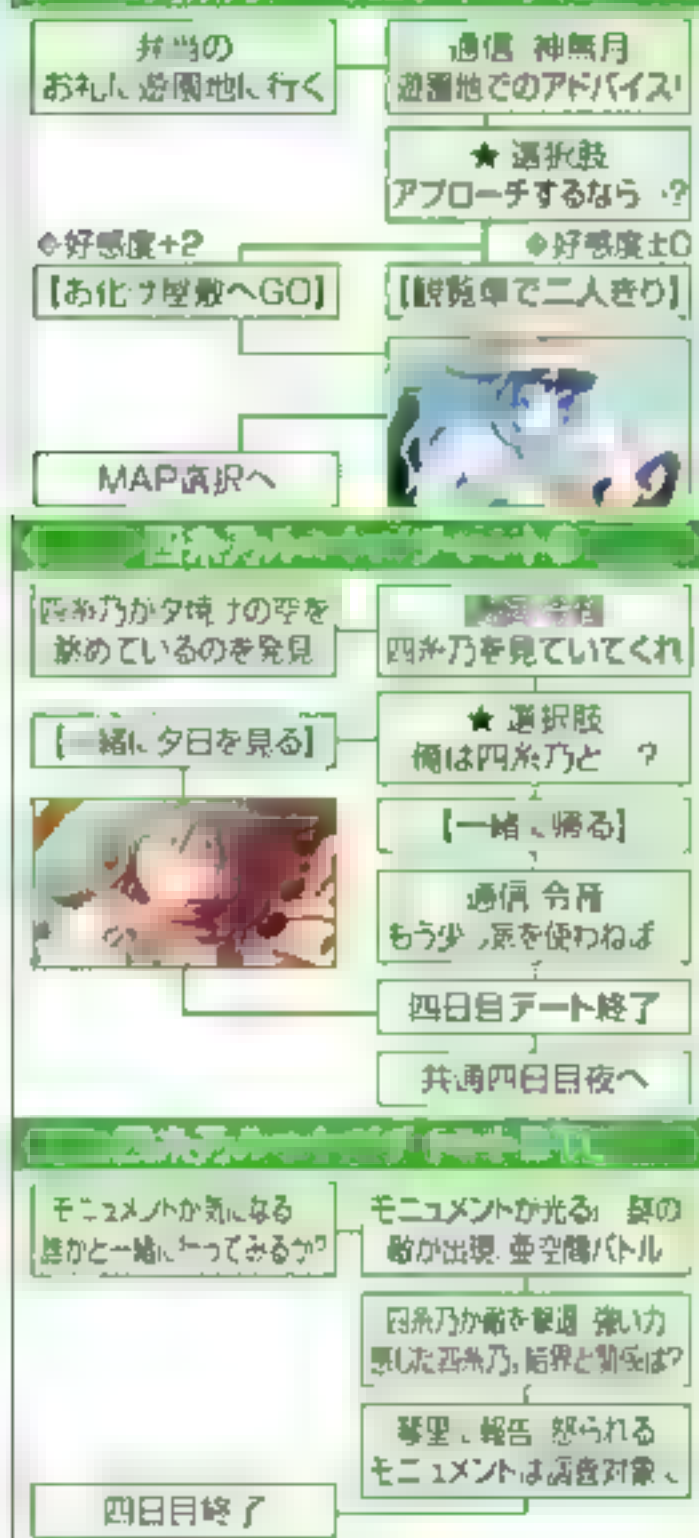 弁当の
お礼に遊園地に行く
通信 神無月
遊園地でのアドバイス!
★ 選択肢
アプローチするなら ?
◆好感度+2
【お化け屋敷へGO】
◆好感度±0
【観覧車で二人きり】
MAP選択へ
四糸乃が夕焼けの空を
眺めているのを発見
四糸乃を見ていてくれ
★ 選択肢
俺は四糸乃と ?
【一緒に夕日を見る】
【一緒に帰る】
通信 令音
もう少し気を使わねば
四日目デート終了
共通四日目夜へ
モニュメントが気になる
誰かと一緒に行ってみるか?
モニュメントが光る! 謎の
敵が出現 亜空間バトル
四糸乃が敵を撃退 強い力
感じた四糸乃、結界と関係は?
琴里に報告 怒られる
モニュメントは調査対象に
四日目終了